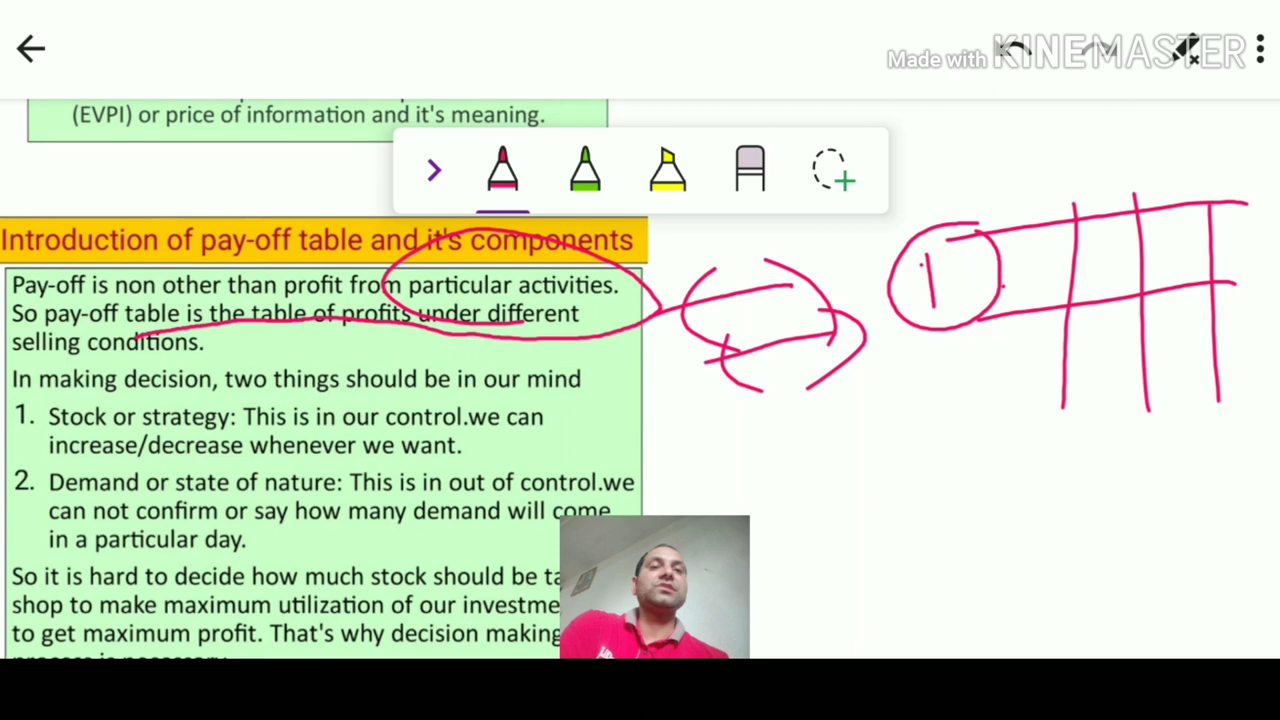 Made with KINEMASTER
(EVPI) or price of information and it's meaning.
Introduction of pay-off table and it's components
Pay-off is non other than profit from particular activities.
So pay-off table is the table of profits under different
selling conditions.
In making decision, two things should be in our mind
1. Stock or strategy: This is in our control.we can
increase/decrease whenever we want.
2. Demand or state of nature: This is in out of control.we
can not confirm or say how many demand will come
in a particular day.
So it is hard to decide how much stock should be
shop to make maximum utilization of our
to get maximum profit. That's why decision making
1